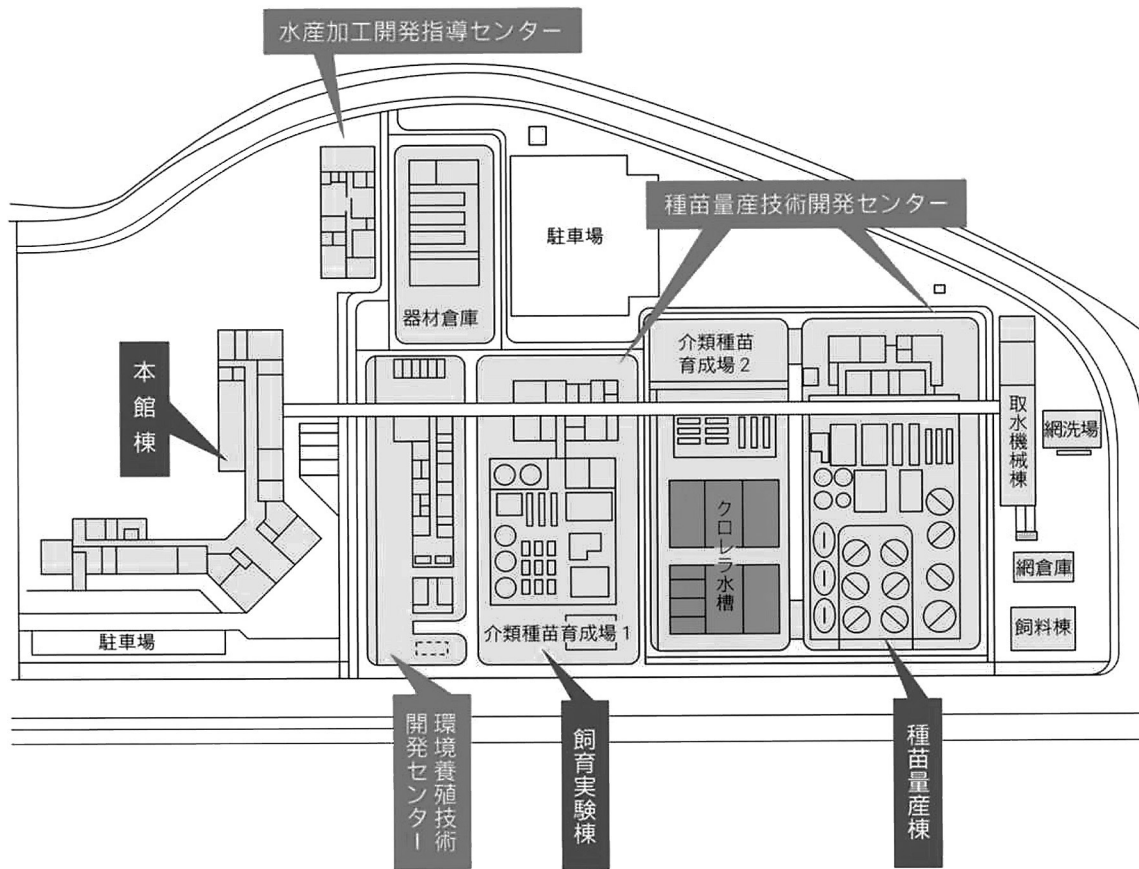 水産加工開発指導センター
種苗量産技術開発センター
駐車場
器材倉庫
介類種苗
育成場2
本館棟
取水機械棟
網洗場
クロレラ水槽
網倉庫
飼料棟
介類種苗育成場1
駐車場
環境養殖技術
開発センター
飼育実験棟
種苗量産棟